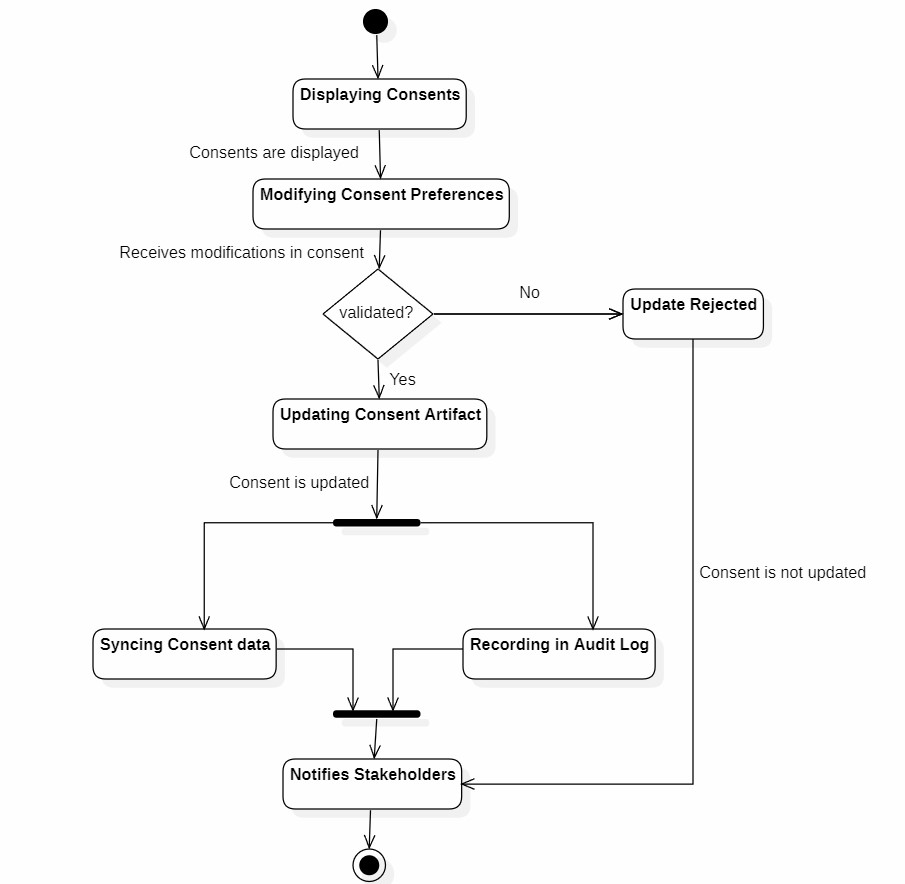 Displaying Consents
Consents are displayed
Modifying Consent Preferences
Receives modifications in consent
validated?
No
Update Rejected
Yes
Updating Consent Artifact
Consent is updated
Consent is not updated
Syncing Consent data
Recording in Audit Log
Notifies Stakeholders